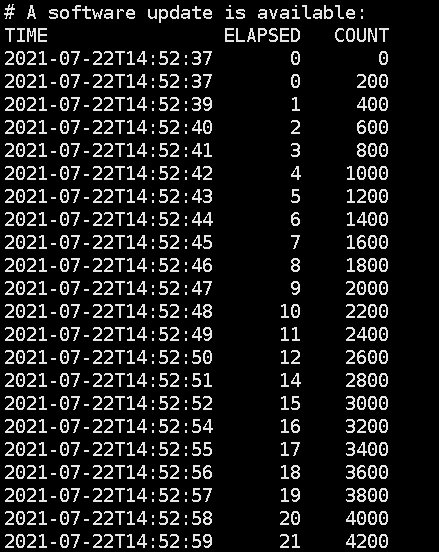 # A software update is available:
TIME ELAPSED COUNT
2021-07-22T14:52:37 0 0
2021-07-22T14:52:37 0 200
2021-07-22T14:52:39 1 400
2021-07-22T14:52:40 2 600
2021-07-22T14:52:41 3 800
2021-07-22T14:52:42 4 1000
2021-07-22T14:52:43 5 1200
2021-07-22T14:52:44 6 1400
2021-07-22T14:52:45 7 1600
2021-07-22T14:52:46 8 1800
2021-07-22T14:52:47 9 2000
2021-07-22T14:52:48 10 2200
2021-07-22T14:52:49 11 2400
2021-07-22T14:52:50 12 2600
2021-07-22T14:52:51 14 2800
2021-07-22T14:52:52 15 3000
2021-07-22T14:52:54 16 3200
2021-07-22T14:52:55 17 3400
2021-07-22T14:52:56 18 3600
2021-07-22T14:52:57 19 3800
2021-07-22T14:52:58 20 4000
2021-07-22T14:52:59 21 4200